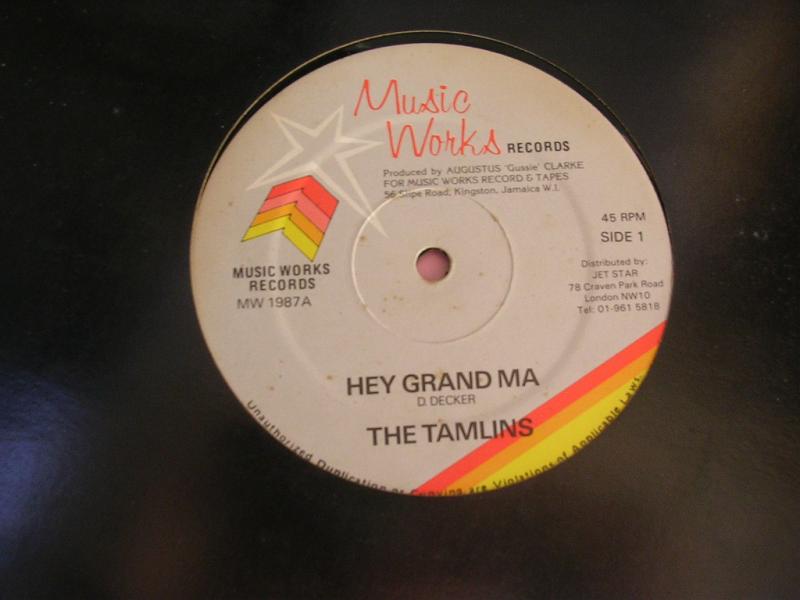 Music
Works RECORDS
Produced by AUGUSTUS 'Gussie' CLARKE
FOR MUSIC WORKS RECORD & TAPES
56 Slipe Road, Kingston, Jamaica W.I.
45 RPM
SIDE 1
MUSIC WORKS
RECORDS
MW 1987A
Distributed by:
JET STAR
78 Craven Park Road
London NW10
Tel: 01-961 5818
HEY GRAND MA
D. DECKER
THE TAMLINS
Unauthorized Duplication or Copying are Violations of Applicable Laws